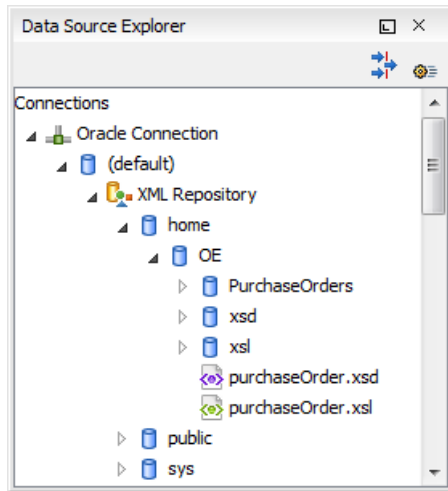 Data Source Explorer
Connections
Oracle Connection
(default)
XML Repository
home
OE
PurchaseOrders
xsd
xsl
purchaseOrder.xsd
purchaseOrder.xsl
public
sys